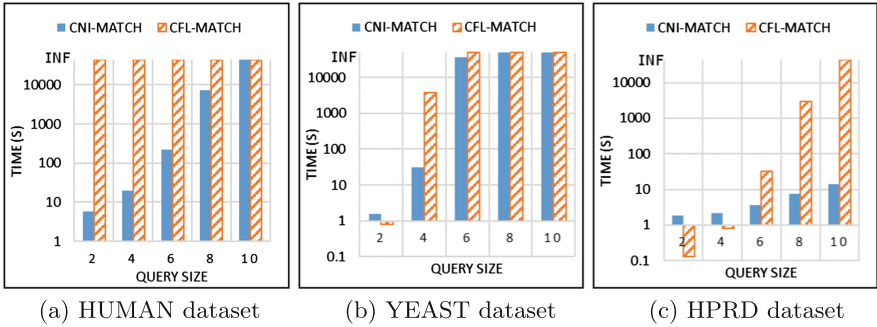 CNI-MATCH CFL-MATCH
INF
10000
1000
100
10
1
TIME (S)
2 4 6 8 10
QUERY SIZE
(a) HUMAN dataset
CNI-MATCH CFL-MATCH
INF
10000
1000
100
10
1
0.1
TIME (S)
2 4 6 8 10
QUERY SIZE
(b) YEAST dataset
CNI-MATCH CFL-MATCH
INF
10000
1000
100
10
1
0.1
TIME (S)
2 4 6 8 10
QUERY SIZE
(c) HPRD dataset